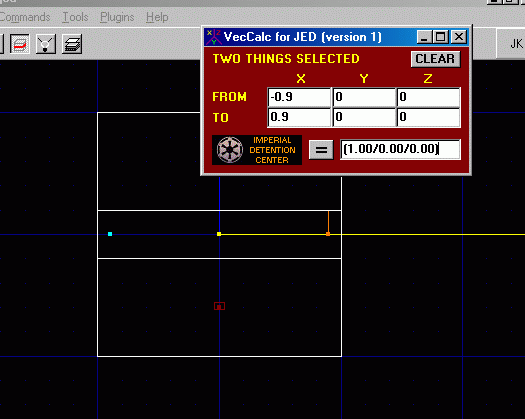 Commands Tools Plugins Help
JK
VecCalc for JED (version 1)
TWO THINGS SELECTED CLEAR
X Y Z
FROM -0.9 0 0
TO 0.9 0 0
IMPERIAL
DETENTION
CENTER
= (1.00/0.00/0.00)